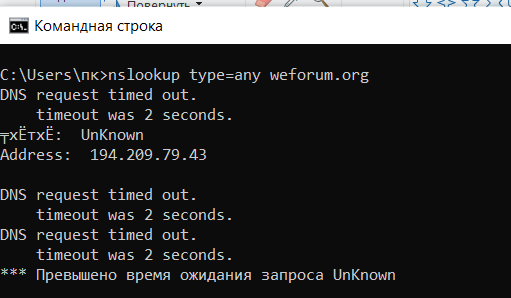 Повернуть
Командная строка
C:\Users\пк>nslookup type=any weforum.org
DNS request timed out.
    timeout was 2 seconds.
╤хЁтхЁ:  UnKnown
Address:  194.209.79.43
DNS request timed out.
    timeout was 2 seconds.
DNS request timed out.
    timeout was 2 seconds.
*** Превышено время ожидания запроса UnKnown